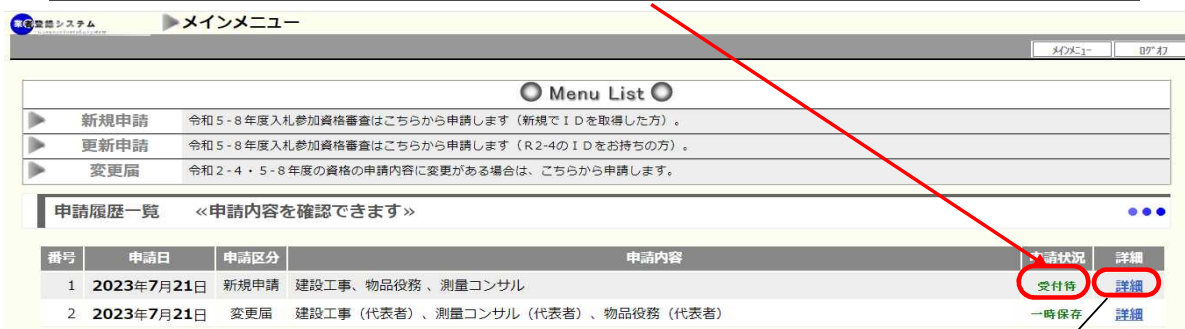 業者登録システム
メインメニュー
メインメニュー ログオフ
Menu List
新規申請 令和5-8年度入札参加資格審査はこちらから申請します（新規でIDを取得した方）。
更新申請 令和5-8年度入札参加資格審査はこちらから申請します（R2-4のIDをお持ちの方）。
変更届 令和2-4・5-8年度の資格の申請内容に変更がある場合は、こちらから申請します。
申請履歴一覧 ≪申請内容を確認できます≫
番号 申請日 申請区分 申請内容 申請状況 詳細
1 2023年7月21日 新規申請 建設工事、物品役務 、測量コンサル 受付待 詳細
2 2023年7月21日 変更届 建設工事（代表者）、測量コンサル（代表者）、物品役務（代表者） 一時保存 詳細